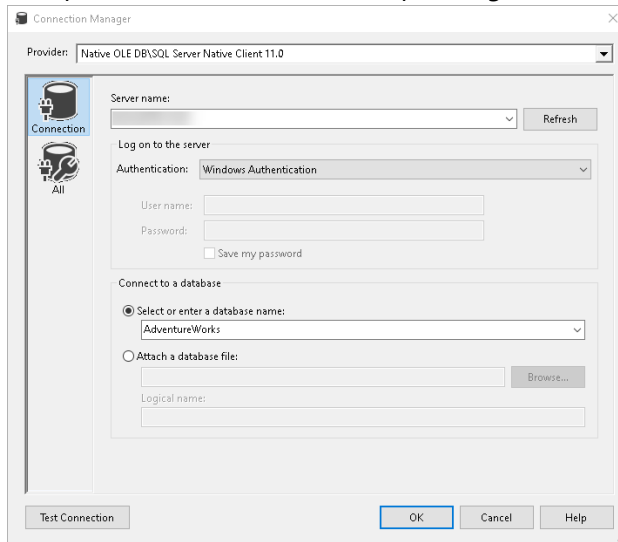 Connection Manager
Provider: Native OLE DB\SQL Server Native Client 11.0
Connection
All
Server name:
Refresh
Log on to the server
Authentication: Windows Authentication
User name:
Password:
Save my password
Connect to a database
Select or enter a database name:
AdventureWorks
Attach a database file:
Browse...
Logical name:
Test Connection OK Cancel Help